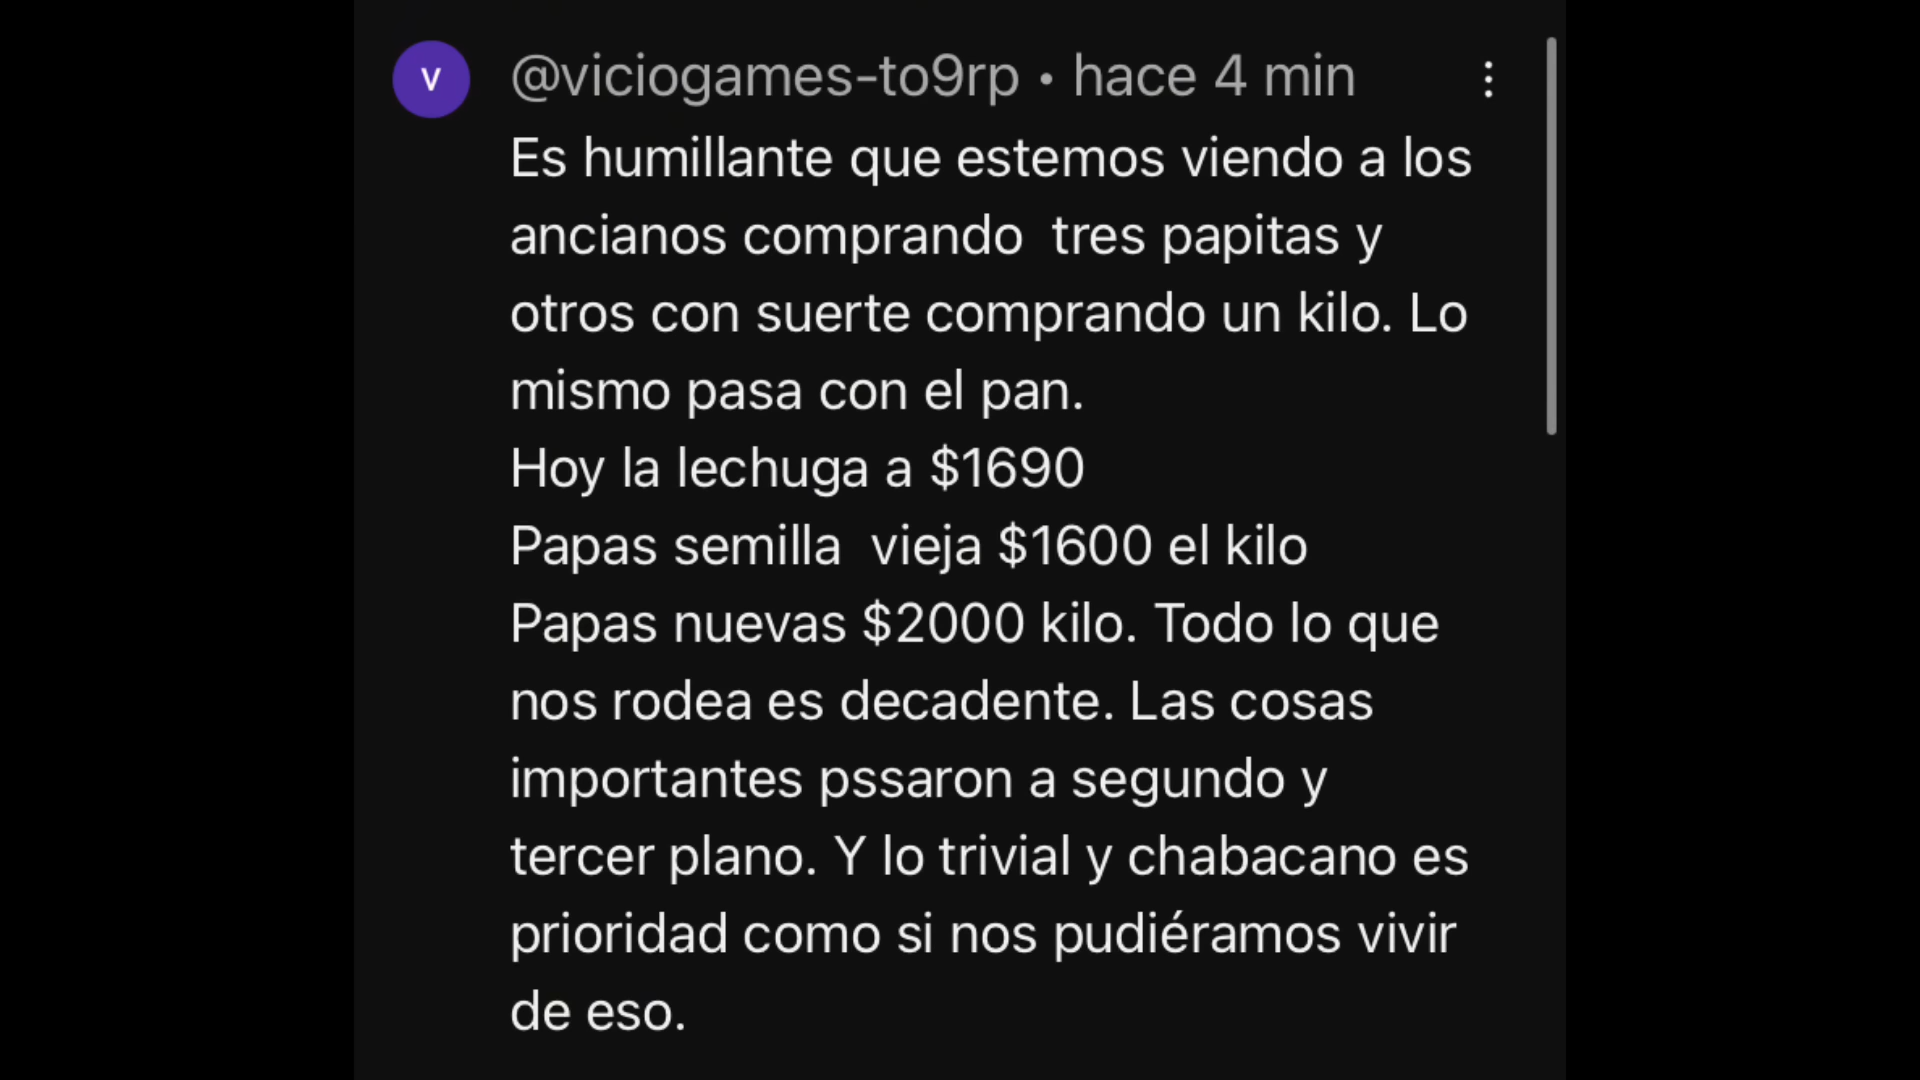 V
@viciogames-to9rp • hace 4 min
Es humillante que estemos viendo a los
ancianos comprando  tres papitas y
otros con suerte comprando un kilo. Lo
mismo pasa con el pan.
Hoy la lechuga a $1690
Papas semilla  vieja $1600 el kilo
Papas nuevas $2000 kilo. Todo lo que
nos rodea es decadente. Las cosas
importantes pssaron a segundo y
tercer plano. Y lo trivial y chabacano es
prioridad como si nos pudiéramos vivir
de eso.